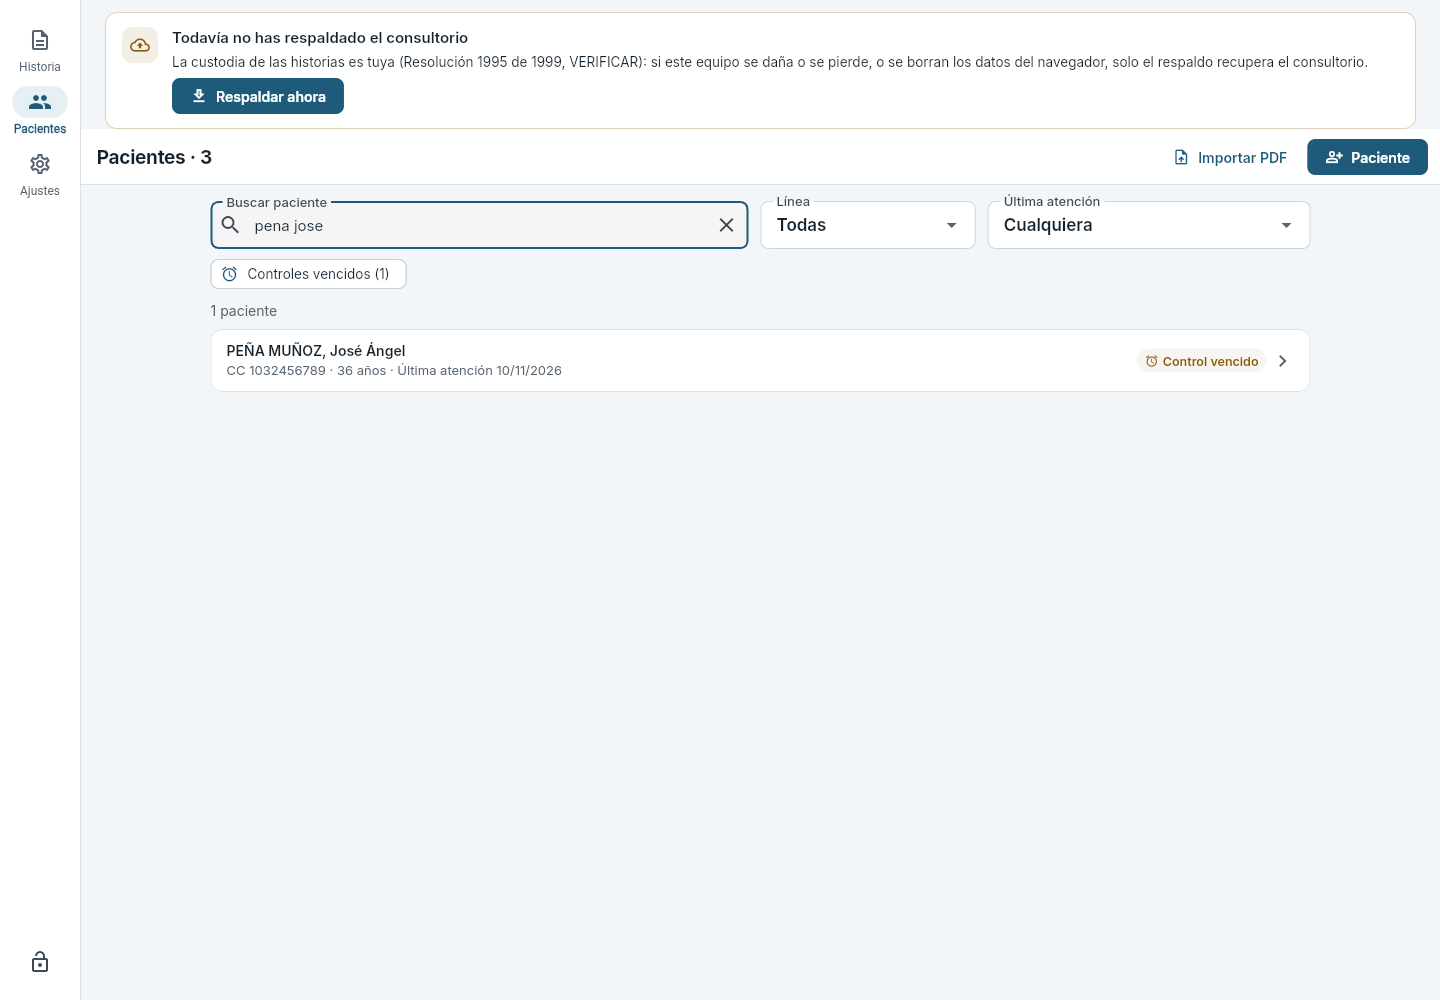 Historia
Pacientes
Ajustes
Todavía no has respaldado el consultorio
La custodia de las historias es tuya (Resolución 1995 de 1999, VERIFICAR): si este equipo se daña o se pierde, o se borran los datos del navegador, solo el respaldo recupera el consultorio.
Respaldar ahora
Pacientes · 3
Importar PDF
Paciente
Buscar paciente
pena jose
Línea
Todas
Última atención
Cualquiera
Controles vencidos (1)
1 paciente
PEÑA MUÑOZ, José Ángel
CC 1032456789 · 36 años · Última atención 10/11/2026
Control vencido